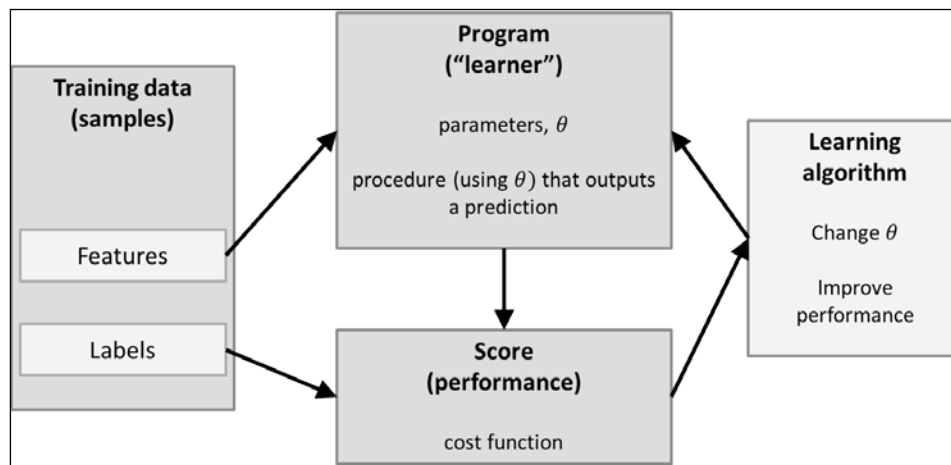 Training data
(samples)
Features
Labels
Program
("learner")
parameters, θ
procedure (using θ) that outputs
a prediction
Score
(performance)
cost function
Learning
algorithm
Change θ
Improve
performance